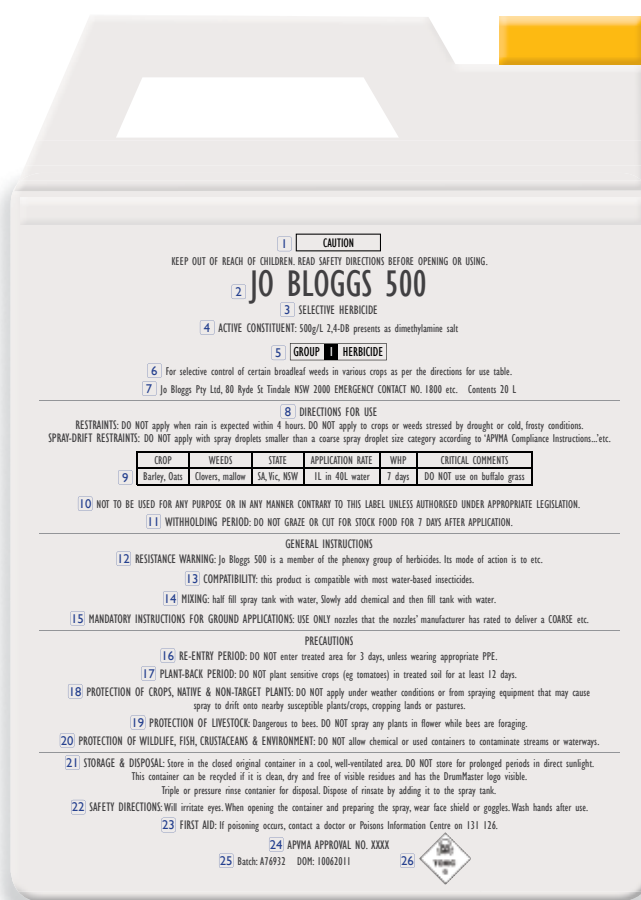 1 CAUTION
KEEP OUT OF REACH OF CHILDREN. READ SAFETY DIRECTIONS BEFORE OPENING OR USING.
2 JO BLOGGS 500
3 SELECTIVE HERBICIDE
4 ACTIVE CONSTITUENT: 500g/L 2,4-DB presents as dimethylamine salt
5 GROUP I HERBICIDE
6 For selective control of certain broadleaf weeds in various crops as per the directions for use table.
7 Jo Bloggs Pty Ltd, 80 Ryde St Tindale NSW 2000 EMERGENCY CONTACT NO. 1800 etc. Contents 20 L
8 DIRECTIONS FOR USE
RESTRAINTS: DO NOT apply when rain is expected within 4 hours. DO NOT apply to crops or weeds stressed by drought or cold, frosty conditions.
SPRAY-DRIFT RESTRAINTS: DO NOT apply with spray droplets smaller than a coarse spray droplet size category according to 'APVMA Compliance Instructions...'etc.
CROP WEEDS STATE APPLICATION RATE WHP CRITICAL COMMENTS
9 Barley, Oats Clovers, mallow SA, Vic, NSW 1L in 40L water 7 days DO NOT use on buffalo grass
10 NOT TO BE USED FOR ANY PURPOSE OR IN ANY MANNER CONTRARY TO THIS LABEL UNLESS AUTHORISED UNDER APPROPRIATE LEGISLATION.
11 WITHHOLDING PERIOD: DO NOT GRAZE OR CUT FOR STOCK FOOD FOR 7 DAYS AFTER APPLICATION.
GENERAL INSTRUCTIONS
12 RESISTANCE WARNING: Jo Bloggs 500 is a member of the phenoxy group of herbicides. Its mode of action is to etc.
13 COMPATIBILITY: this product is compatible with most water-based insecticides.
14 MIXING: half fill spray tank with water, Slowly add chemical and then fill tank with water.
15 MANDATORY INSTRUCTIONS FOR GROUND APPLICATIONS: USE ONLY nozzles that the nozzles' manufacturer has rated to deliver a COARSE etc.
PRECAUTIONS
16 RE-ENTRY PERIOD: DO NOT enter treated area for 3 days, unless wearing appropriate PPE.
17 PLANT-BACK PERIOD: DO NOT plant sensitive crops (eg tomatoes) in treated soil for at least 12 days.
18 PROTECTION OF CROPS, NATIVE & NON-TARGET PLANTS: DO NOT apply under weather conditions or from spraying equipment that may cause
spray to drift onto nearby susceptible plants/crops, cropping lands or pastures.
19 PROTECTION OF LIVESTOCK: Dangerous to bees. DO NOT spray any plants in flower while bees are foraging.
20 PROTECTION OF WILDLIFE, FISH, CRUSTACEANS & ENVIRONMENT: DO NOT allow chemical or used containers to contaminate streams or waterways.
21 STORAGE & DISPOSAL: Store in the closed original container in a cool, well-ventilated area. DO NOT store for prolonged periods in direct sunlight.
This container can be recycled if it is clean, dry and free of visible residues and has the DrumMaster logo visible.
Triple or pressure rinse contanier for disposal. Dispose of rinsate by adding it to the spray tank.
22 SAFETY DIRECTIONS: Will irritate eyes. When opening the container and preparing the spray, wear face shield or goggles. Wash hands after use.
23 FIRST AID: If poisoning occurs, contact a doctor or Poisons Information Centre on 131 126.
24 APVMA APPROVAL NO. XXXX
25 Batch: A76932 DOM: 10062011 26 TOXIC
6